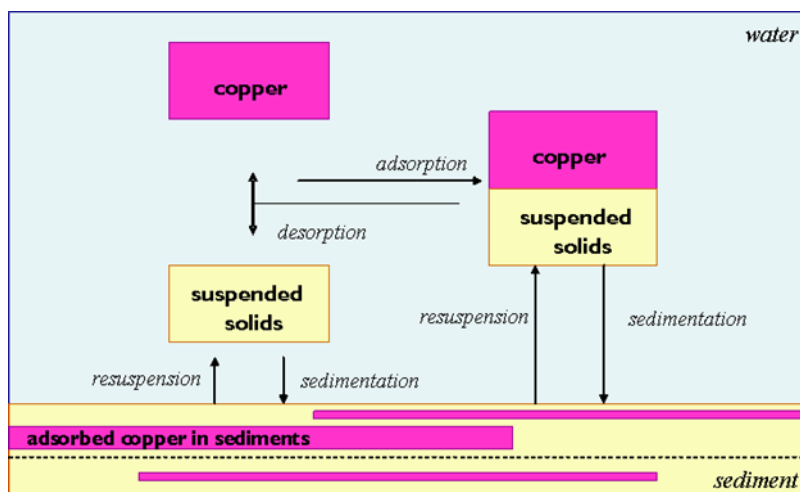 water
copper
adsorption
copper
suspended
solids
desorption
suspended
solids
resuspension
sedimentation
resuspension
sedimentation
adsorbed copper in sediments
sediment